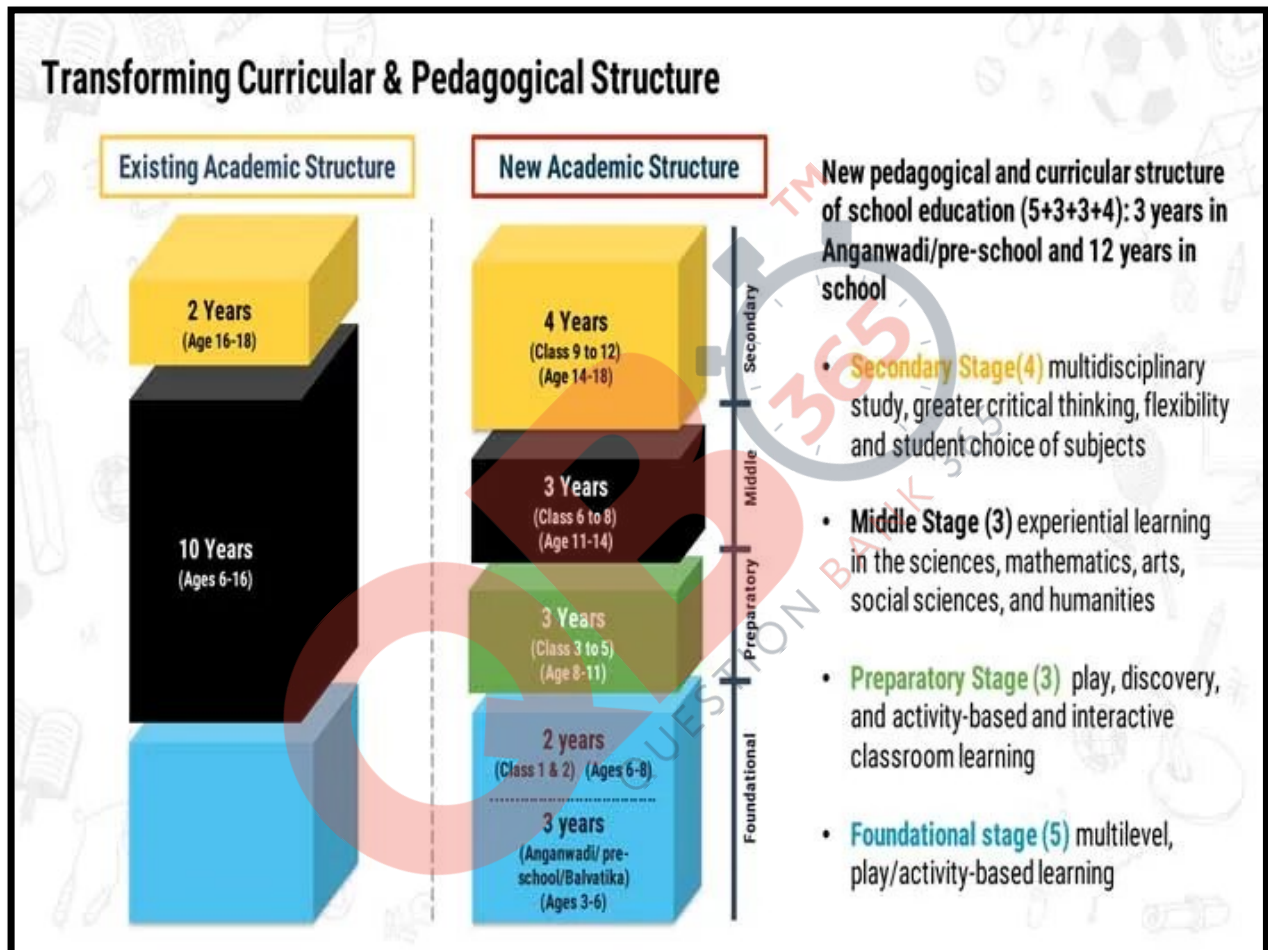 Transforming Curricular & Pedagogical Structure
Existing Academic Structure
2 Years
(Age 16-18)
10 Years
(Ages 6-16)
New Academic Structure
4 Years
(Class 9 to 12)
(Age 14-18)
3 Years
(Class 6 to 8)
(Age 11-14)
3 Years
(Class 3 to 5)
(Age 8-11)
2 years
(Class 1 & 2) (Ages 6-8)
3 years
(Anganwadi/ pre-
school/Balvatika)
(Ages 3-6)
Secondary
Middle
Preparatory
Foundational
New pedagogical and curricular structure
of school education (5+3+3+4): 3 years in
Anganwadi/pre-school and 12 years in
school
• Secondary Stage(4) multidisciplinary
study, greater critical thinking, flexibility
and student choice of subjects
• Middle Stage (3) experiential learning
in the sciences, mathematics, arts,
social sciences, and humanities
• Preparatory Stage (3) play, discovery,
and activity-based and interactive
classroom learning
• Foundational stage (5) multilevel,
play/activity-based learning
QB
365
TM
QUESTION BANK 365